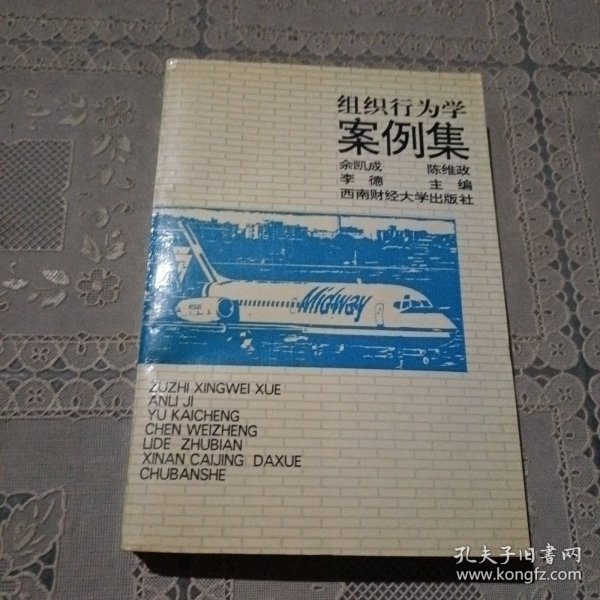 组织行为学
案例集
余凯成 陈维政
李德 主编
西南财经大学出版社
Midway
ZUZHI XINGWEI XUE
ANLI JI
YU KAICHENG
CHEN WEIZHENG
LIDE ZHUBIAN
XINAN CAIJING DAXUE
CHUBANSHE
孔夫子旧書网
www.kongfz.com